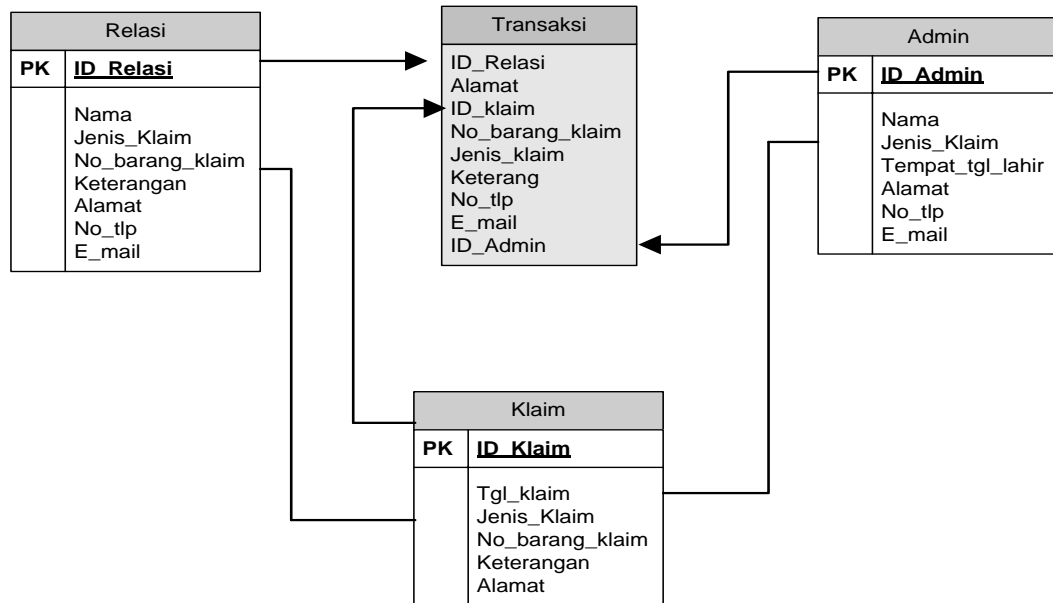 Relasi
PK ID_Relasi
Nama
Jenis_Klaim
No_barang_klaim
Keterangan
Alamat
No_tlp
E_mail
Transaksi
ID_Relasi
Alamat
ID_klaim
No_barang_klaim
Jenis_klaim
Keterang
No_tlp
E_mail
ID_Admin
Admin
PK ID_Admin
Nama
Jenis_Klaim
Tempat_tgl_lahir
Alamat
No_tlp
E_mail
Klaim
PK ID_Klaim
Tgl_klaim
Jenis_Klaim
No_barang_klaim
Keterangan
Alamat